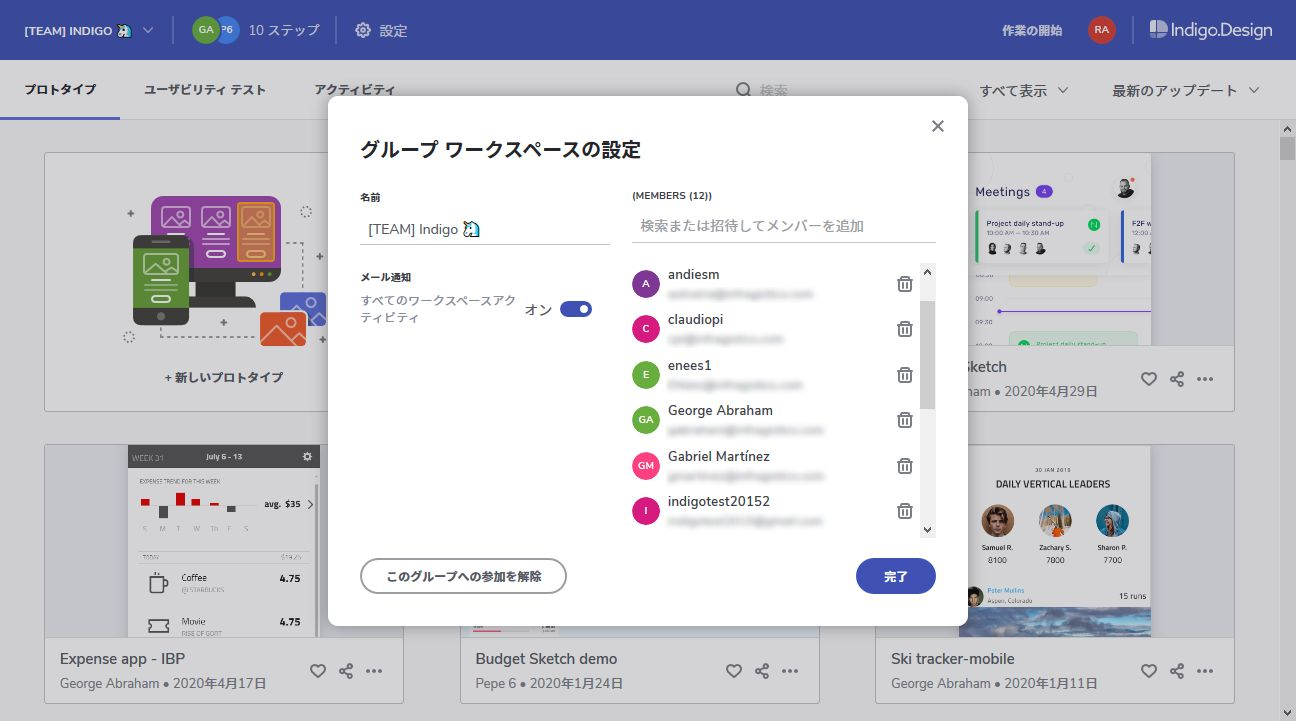 [TEAM] INDIGO 🦄
GA
P6
10 ステップ
設定
作業の開始
RA
Indigo.Design
プロトタイプ
ユーザビリティ テスト
アクティビティ
検索
すべて表示
最新のアップデート
グループ ワークスペースの設定
名前
[TEAM] Indigo 🦄
メール通知
すべてのワークスペースアク
ティビティ
オン
(MEMBERS (12))
検索または招待してメンバーを追加
A
andiesm
C
claudiopi
E
enees1
GA
George Abraham
GM
Gabriel Martínez
I
indigotest20152
このグループへの参加を解除
完了
+ 新しいプロトタイプ
Meetings
4
Project daily stand-up
10:00 AM – 10:30 AM
F2F w
12:00
09:00
09:30
Project daily stand-up
Sketch
ham • 2020年4月29日
WEEK 31
July 6 - 13
EXPENSE TREND FOR THIS WEEK
avg. $35
S M T W Th F S
TODAY
$19.25
Coffee
@ STARBUCKS
4.75
Movie
RISE OF GOTT
4.75
Expense app - IBP
George Abraham • 2020年4月17日
Budget Sketch demo
Pepe 6 • 2020年1月24日
30 JAN 2016
DAILY VERTICAL LEADERS
Samuel R.
8100
Zachary S.
7800
Sharon P.
7700
Peter Mullins
Aspen, Colorado
15 runs
Ski tracker-mobile
George Abraham • 2020年1月11日